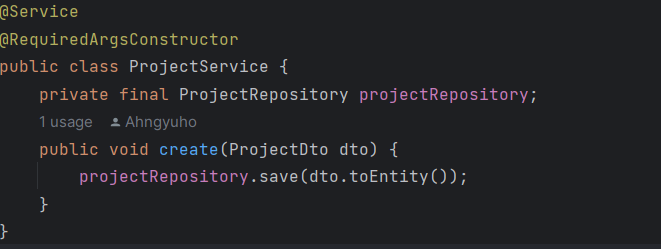 @Service
@RequiredArgsConstructor
public class ProjectService {
private final ProjectRepository projectRepository;
1 usage Ahngyuho
public void create(ProjectDto dto) {
projectRepository.save(dto.toEntity());
}
}